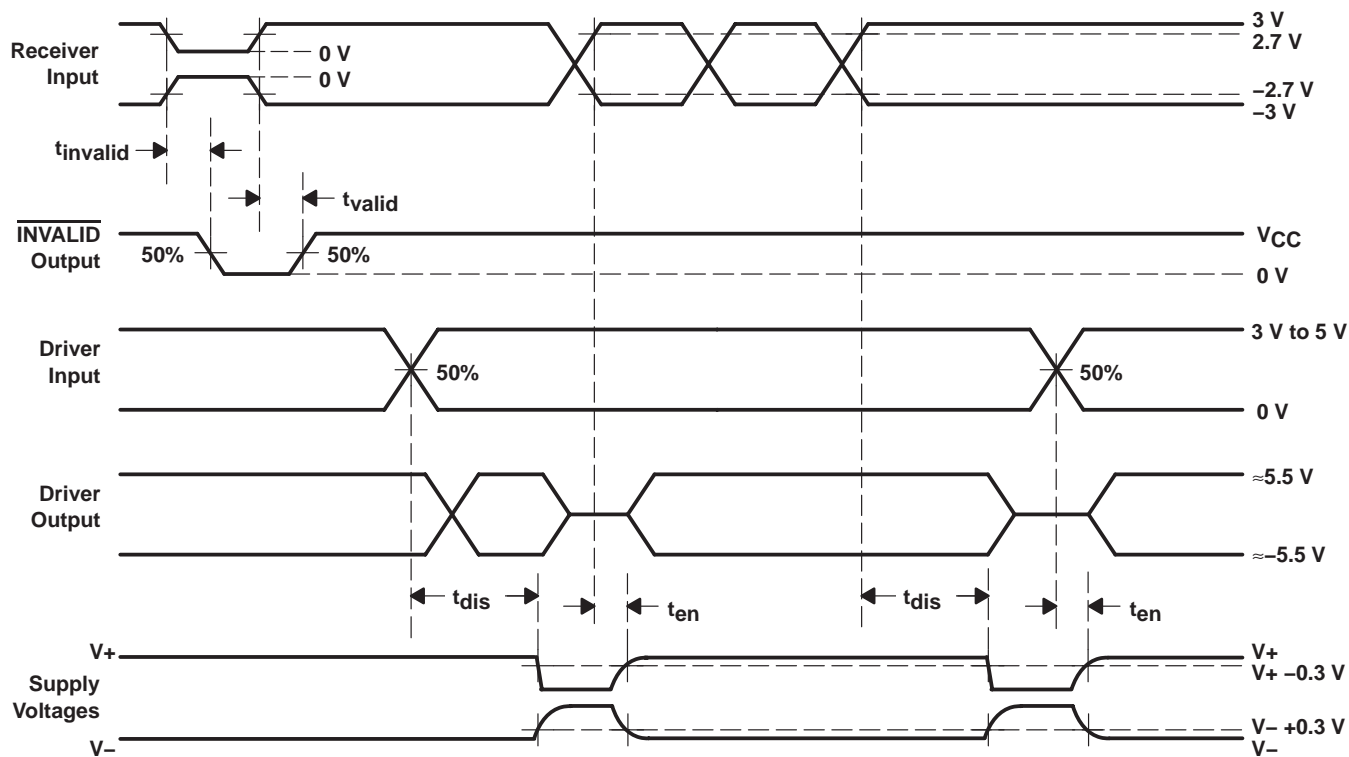 Receiver
Input
0 V
0 V
3 V
2.7 V
−2.7 V
−3 V
tinvalid
tvalid
INVALID
Output
50%
50%
VCC
0 V
Driver
Input
50%
50%
3 V to 5 V
0 V
Driver
Output
≈5.5 V
≈−5.5 V
tdis
ten
tdis
ten
V+
Supply
Voltages
V−
V+
V+ −0.3 V
V− +0.3 V
V−